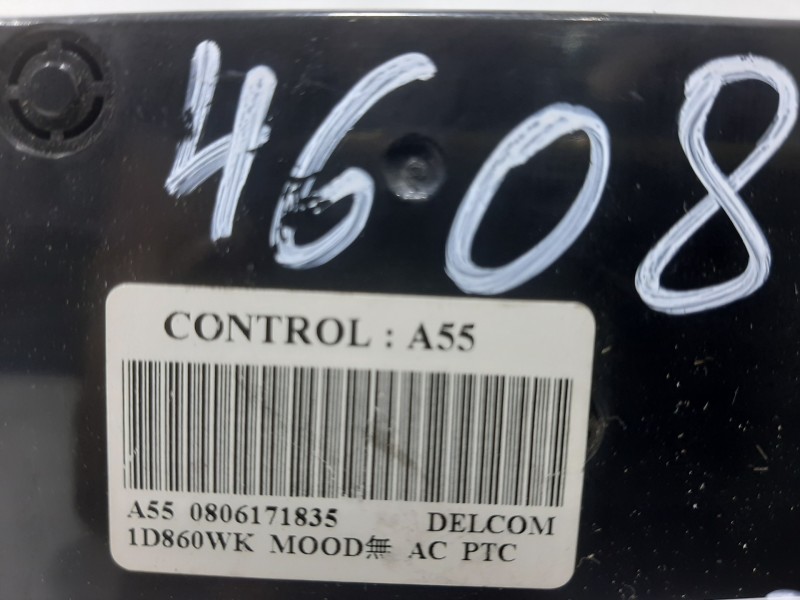 4608
CONTROL : A55
A55 0806171835 DELCOM
1D860WK MOOD無 AC PTC